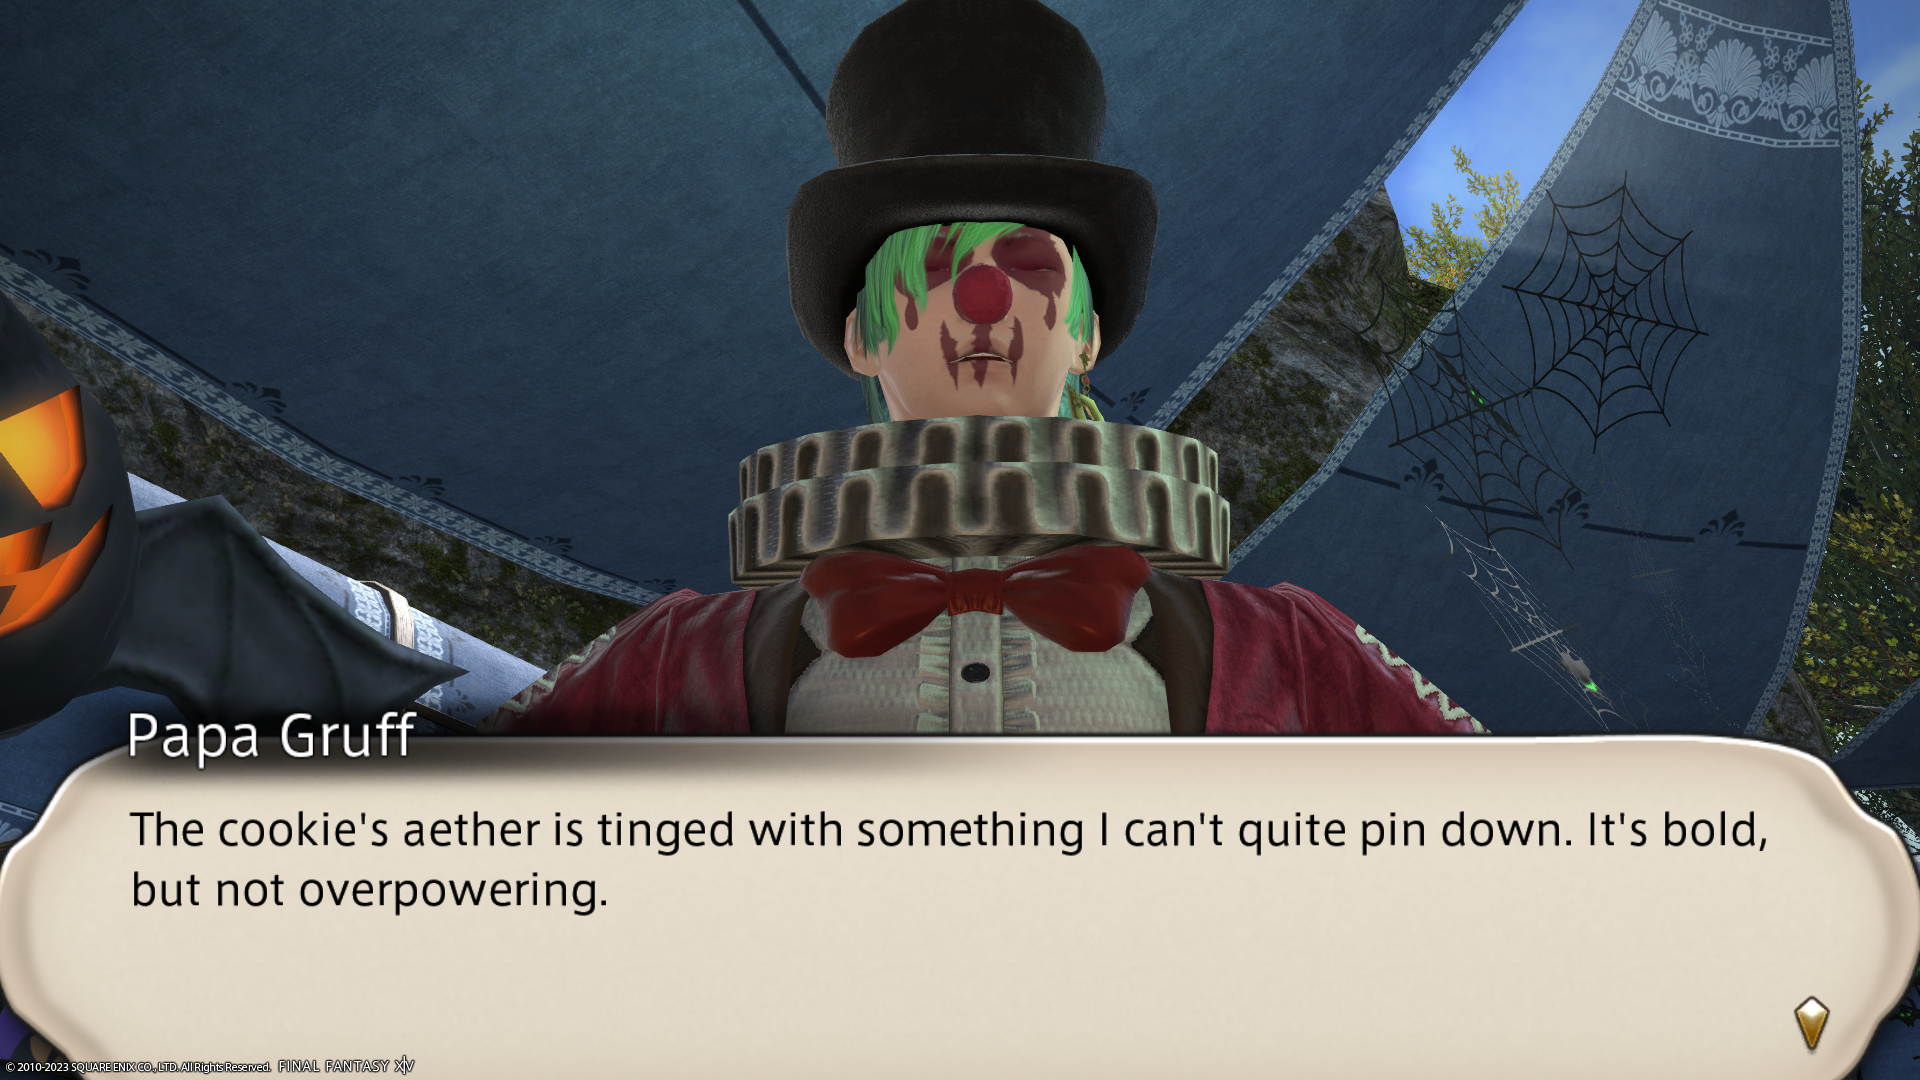 Papa Gruff
The cookie's aether is tinged with something I can't quite pin down. It's bold,
but not overpowering.
© 2010-2023 SQUARE ENIX CO., LTD. All Rights Reserved. FINAL FANTASY XIV